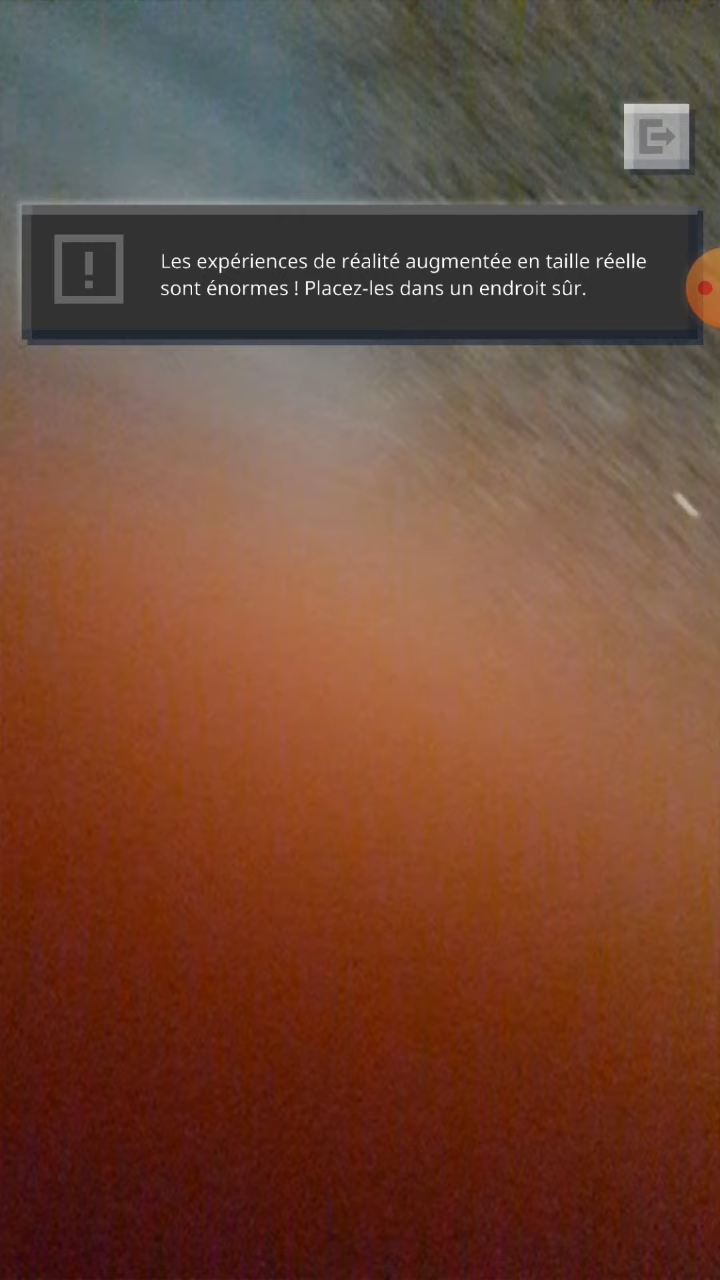 Les expériences de réalité augmentée en taille réelle
sont énormes ! Placez-les dans un endroit sûr.